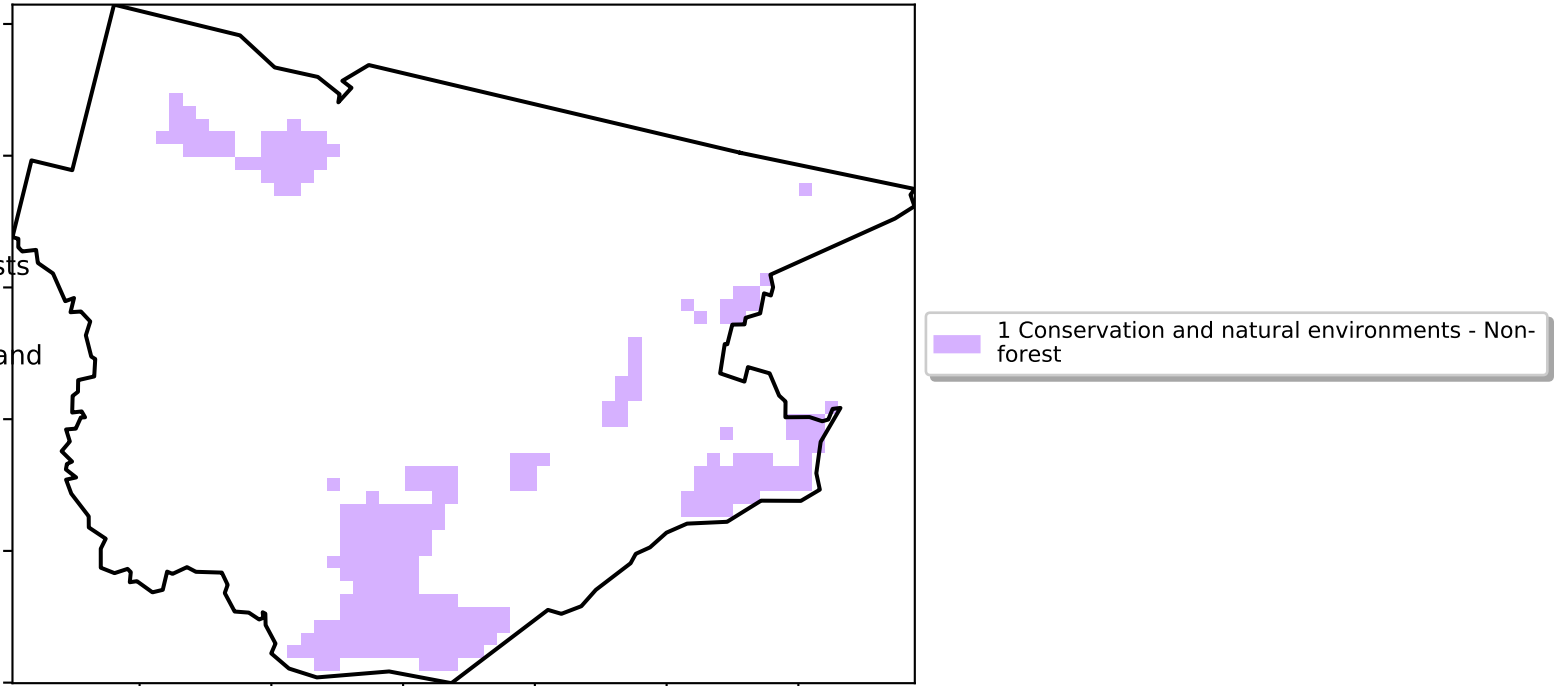 sts
and
1 Conservation and natural environments - Non-
forest